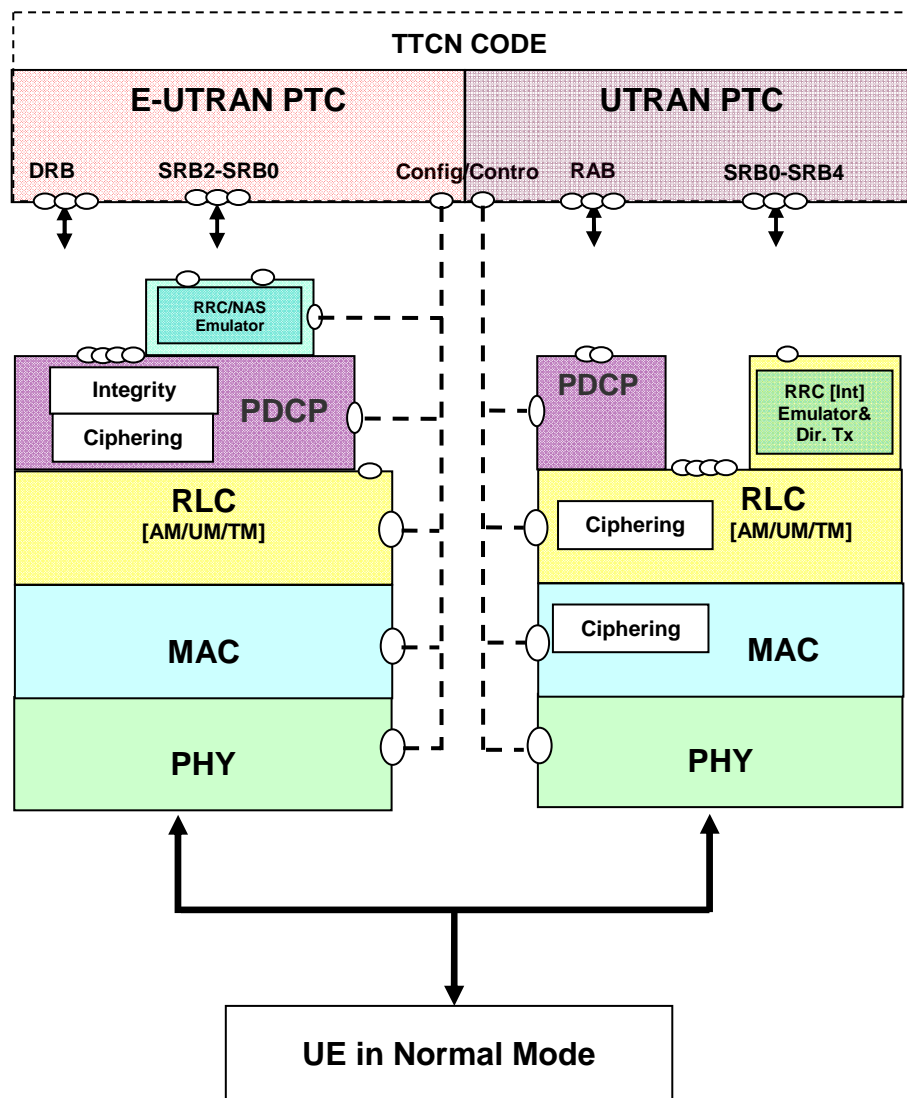 TTCN CODE
E-UTRAN PTC
UTRAN PTC
DRB
SRB2-SRB0
Config/Contro
RAB
SRB0-SRB4
RRC/NAS
Emulator
Integrity
Ciphering
PDCP
PDCP
RRC [Int]
Emulator&
Dir. Tx
RLC
[AM/UM/TM]
Ciphering
RLC
[AM/UM/TM]
MAC
Ciphering
MAC
PHY
PHY
UE in Normal Mode